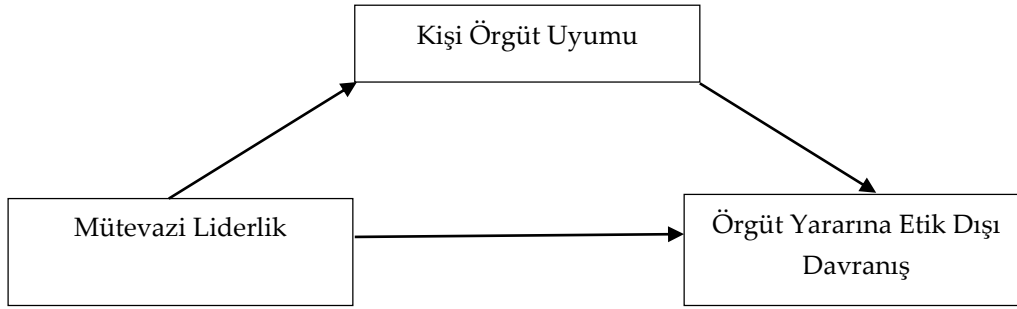 Kişi Örgüt Uyumu
Mütevazi Liderlik
Örgüt Yararına Etik Dışı
Davranış